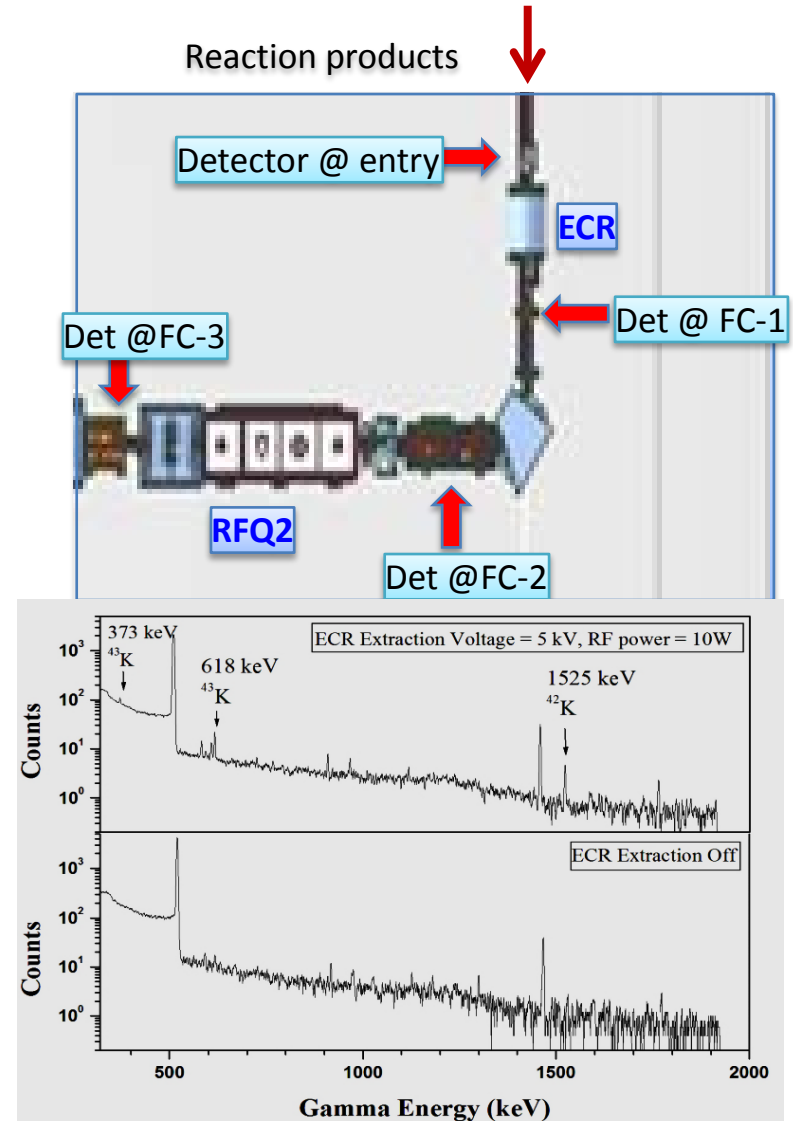 Reaction products
Detector @ entry
ECR
Det @FC-3
Det @ FC-1
RFQ2
Det @FC-2
373 keV
⁴³K
618 keV
⁴³K
ECR Extraction Voltage = 5 kV, RF power = 10W
1525 keV
⁴²K
10³
10²
10¹
10⁰
Counts
ECR Extraction Off
10³
10²
10¹
10⁰
Counts
500 1000 1500 2000
Gamma Energy (keV)